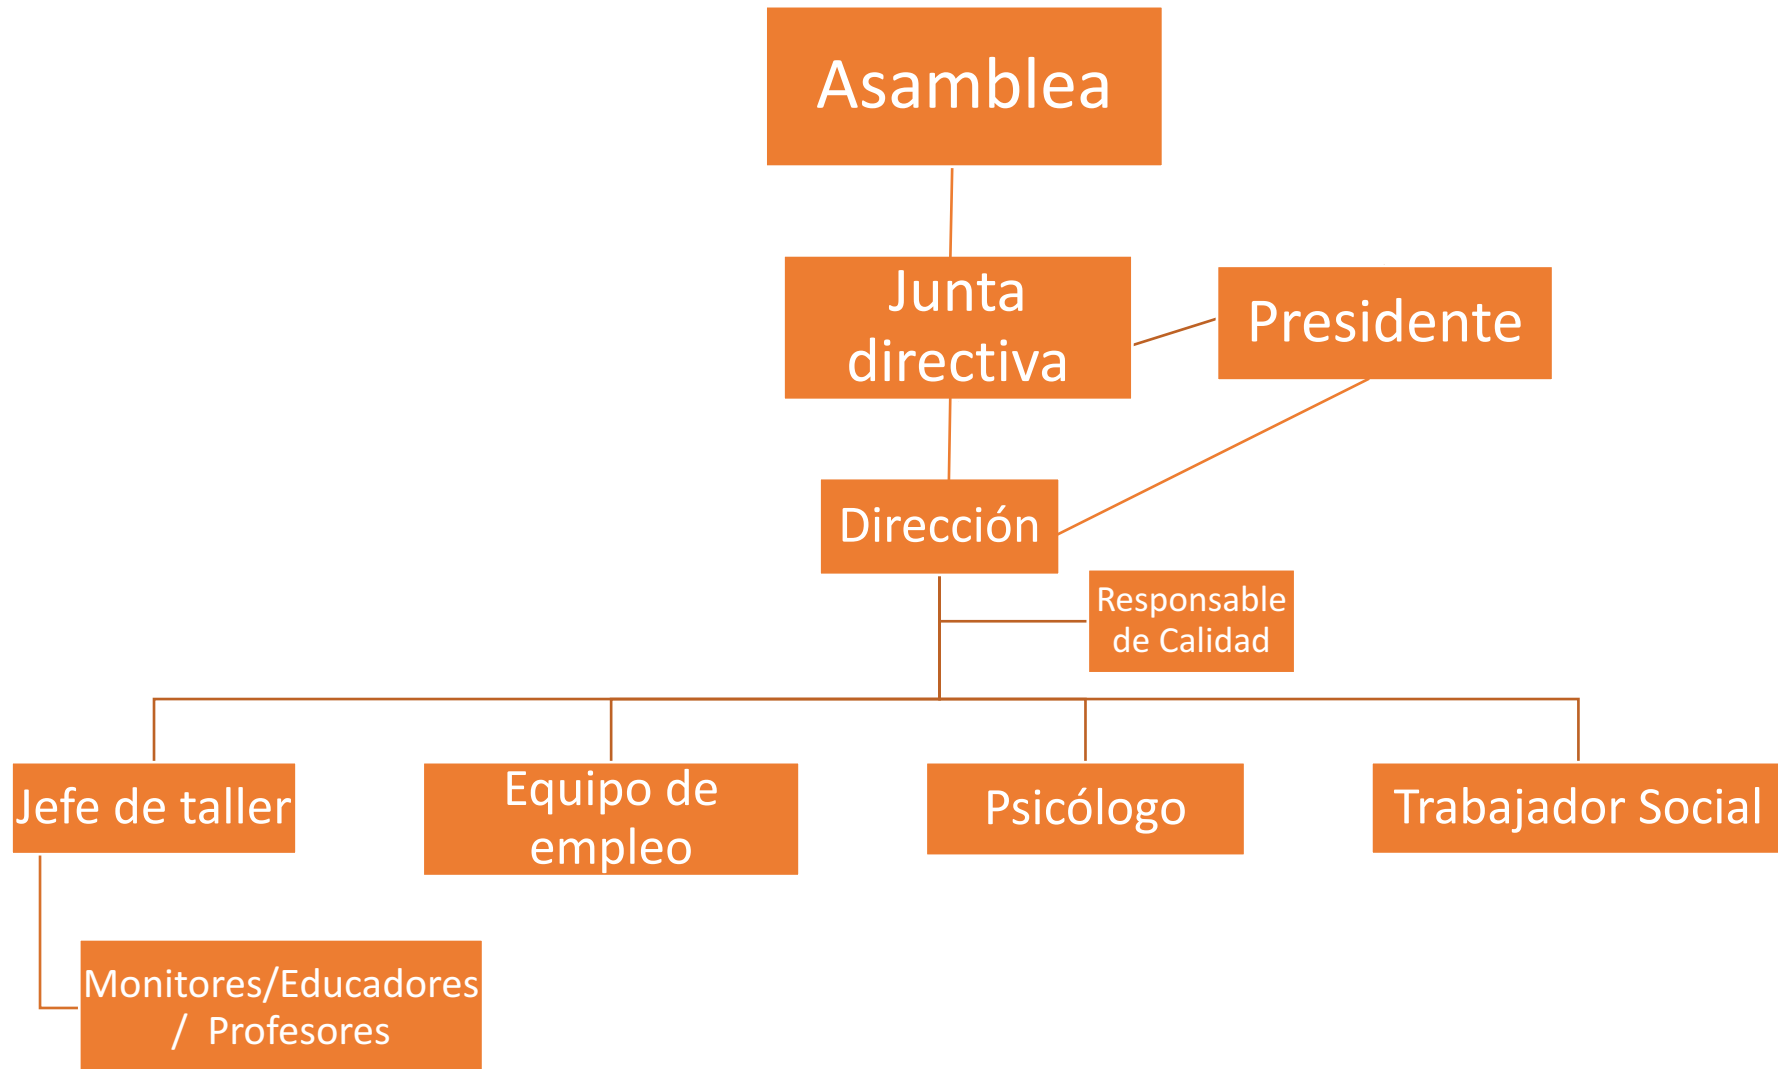 Asamblea
Junta
directiva
Presidente
Dirección
Responsable
de Calidad
Jefe de taller
Equipo de
empleo
Psicólogo
Trabajador Social
Monitores/Educadores
/ Profesores